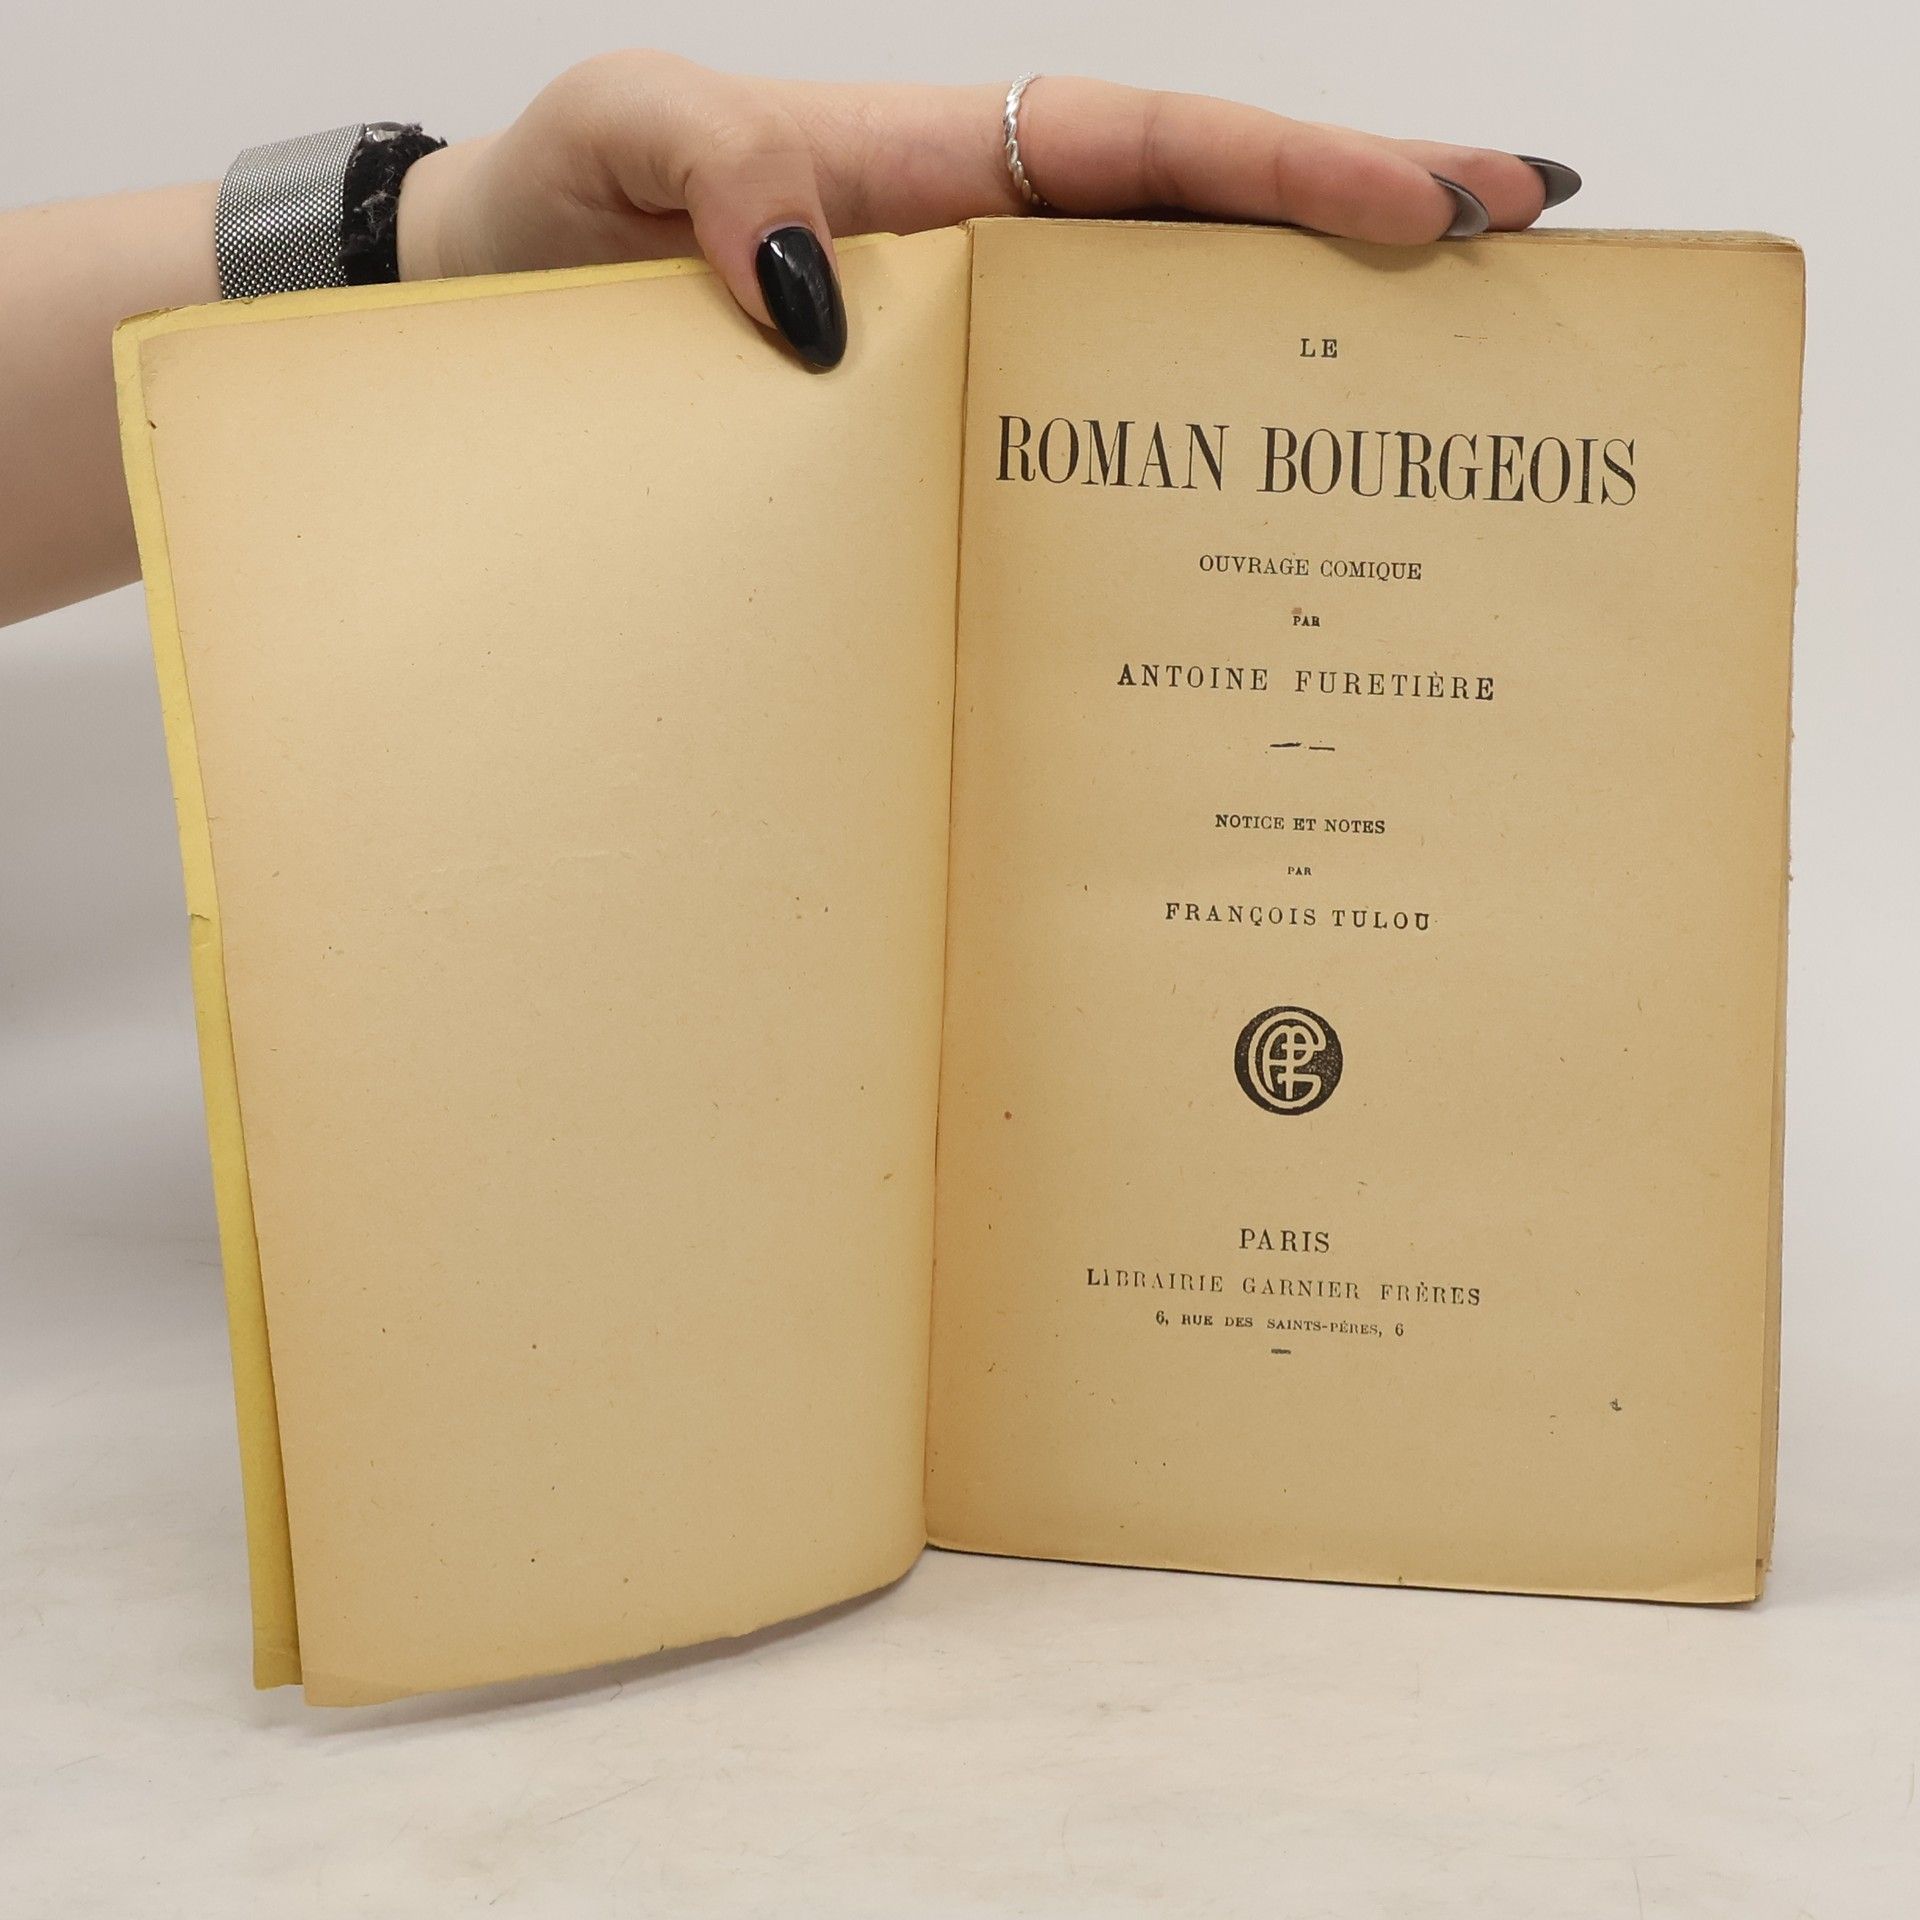 LE
ROMAN BOURGEOIS
OUVRAGE COMIQUE
PAR
ANTOINE FURETIÈRE
NOTICE ET NOTES
PAR
FRANÇOIS TULOU
PARIS
LIBRAIRIE GARNIER FRÈRES
6, RUE DES SAINTS-PÈRES, 6